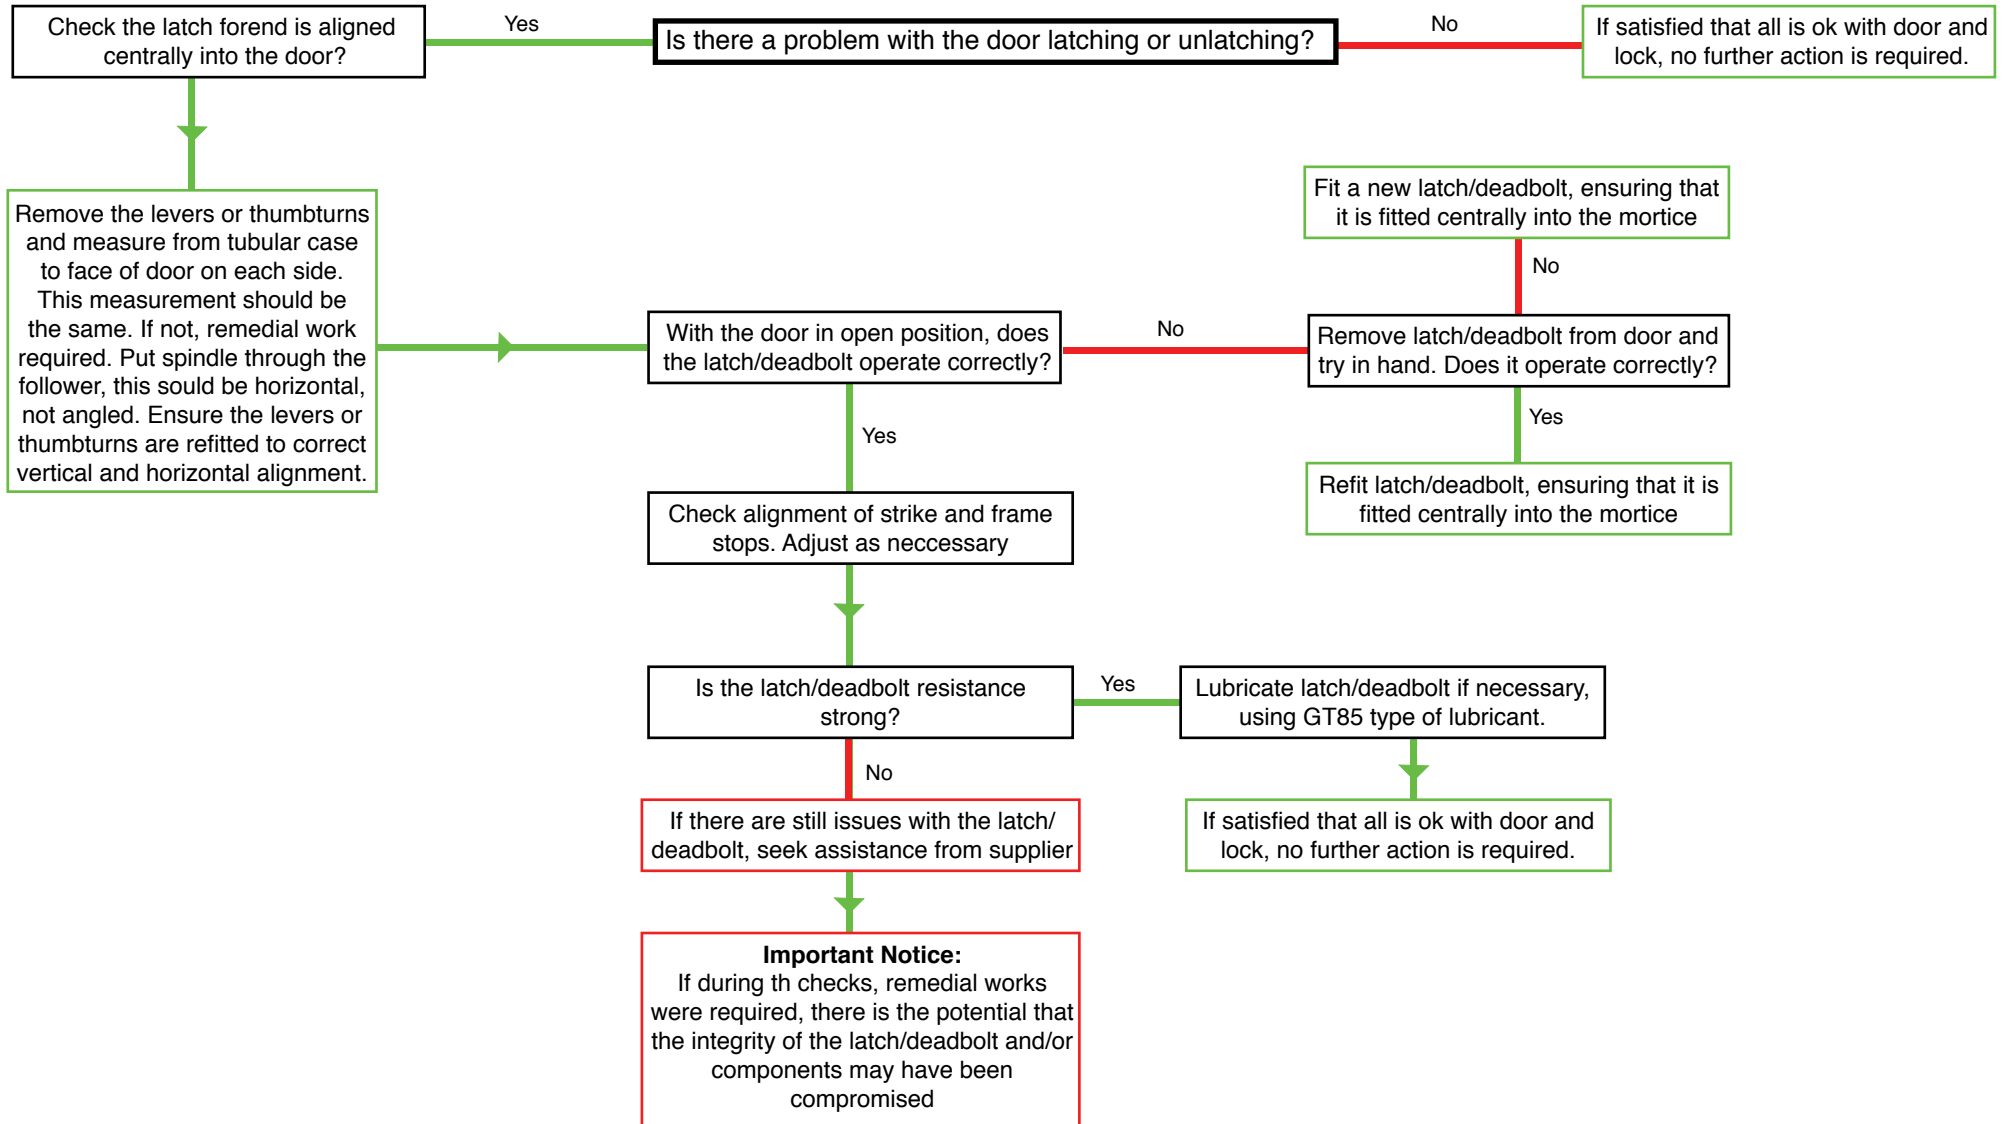 Check the latch forend is aligned
centrally into the door?
Yes
Is there a problem with the door latching or unlatching?
No
If satisfied that all is ok with door and
lock, no further action is required.
Remove the levers or thumbturns
and measure from tubular case
to face of door on each side.
This measurement should be
the same. If not, remedial work
required. Put spindle through the
follower, this sould be horizontal,
not angled. Ensure the levers or
thumbturns are refitted to correct
vertical and horizontal alignment.
Fit a new latch/deadbolt, ensuring that
it is fitted centrally into the mortice
No
With the door in open position, does
the latch/deadbolt operate correctly?
No
Remove latch/deadbolt from door and
try in hand. Does it operate correctly?
Yes
Yes
Refit latch/deadbolt, ensuring that it is
fitted centrally into the mortice
Check alignment of strike and frame
stops. Adjust as neccessary
Is the latch/deadbolt resistance
strong?
Yes
Lubricate latch/deadbolt if necessary,
using GT85 type of lubricant.
No
If there are still issues with the latch/
deadbolt, seek assistance from supplier
If satisfied that all is ok with door and
lock, no further action is required.
Important Notice:
If during th checks, remedial works
were required, there is the potential that
the integrity of the latch/deadbolt and/or
components may have been
compromised